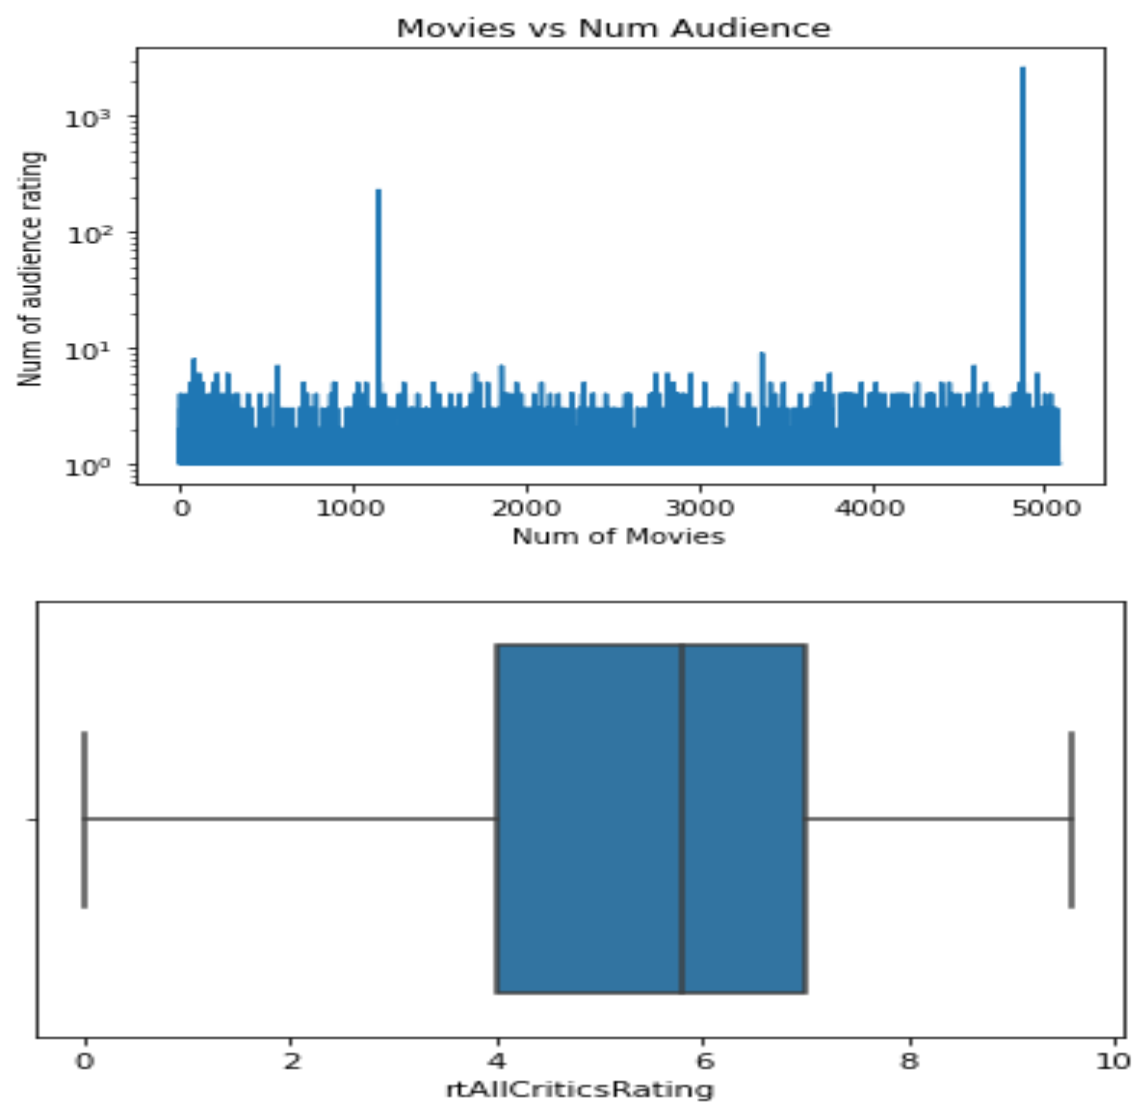 Movies vs Num Audience
Num of audience rating
10³
10²
10¹
10⁰
0 1000 2000 3000 4000 5000
Num of Movies
0 2 4 6 8 10
rtAllCriticsRating